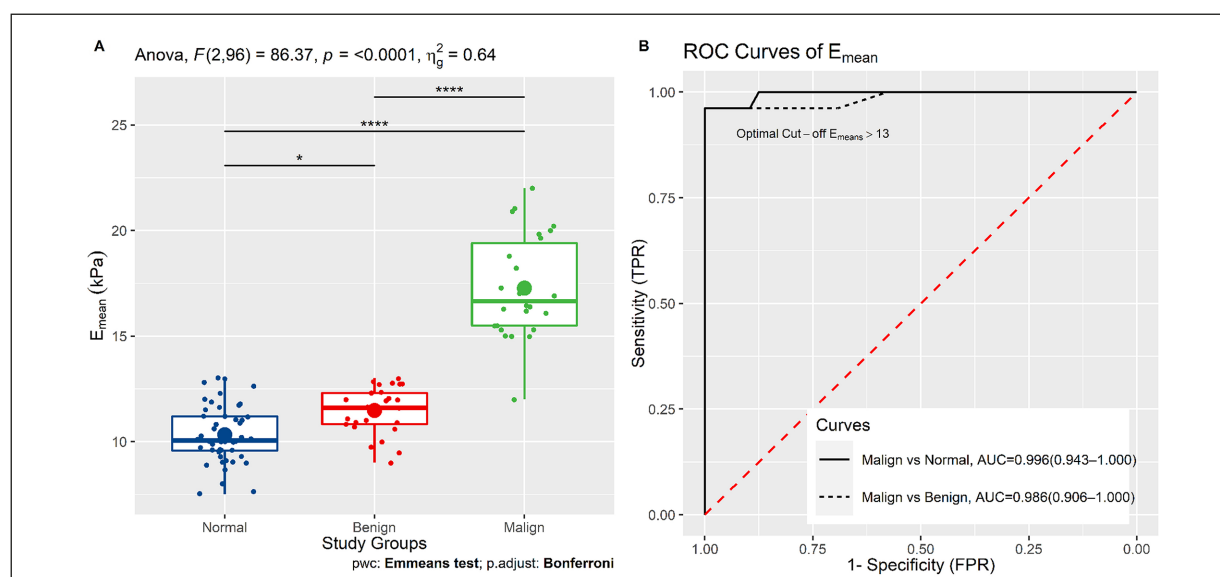 A
Anova, F(2,96) = 86.37, p = <0.0001, η²g = 0.64
****
****
*
25
20
15
10
Emean (kPa)
Normal Benign Malign
Study Groups
pwc: Emmeans test; p.adjust: Bonferroni
B
ROC Curves of Emean
1.00
0.75
0.50
0.25
0.00
Sensitivity (TPR)
Optimal Cut – off Emeans > 13
Curves
Malign vs Normal, AUC=0.996(0.943–1.000)
Malign vs Benign, AUC=0.986(0.906–1.000)
1.00 0.75 0.50 0.25 0.00
1- Specificity (FPR)